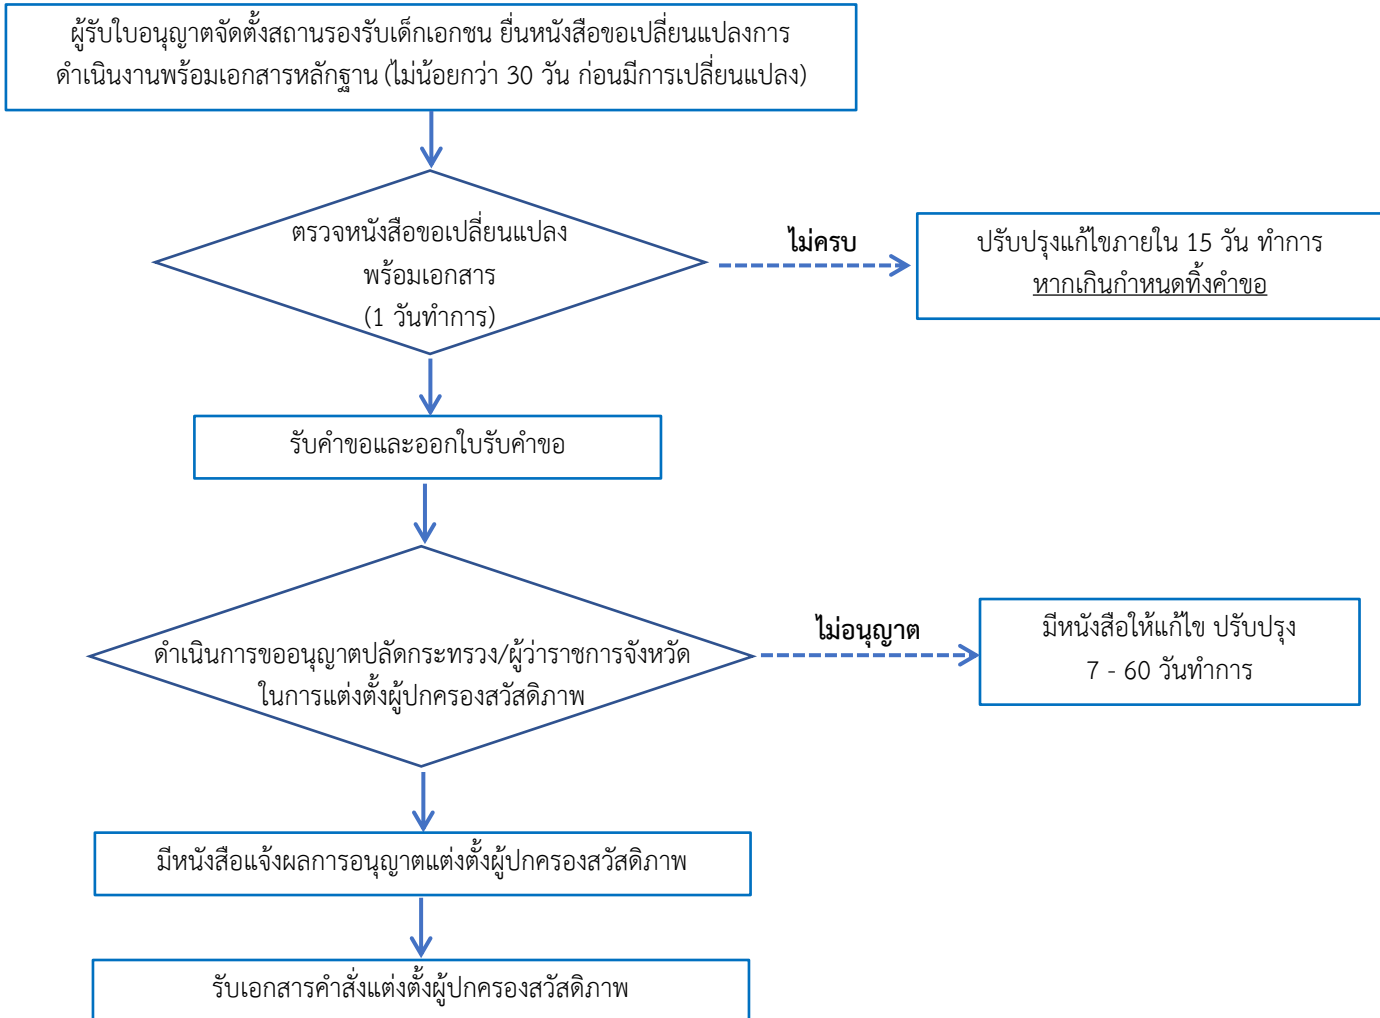 ผู้รับใบอนุญาตจัดตั้งสถานรองรับเด็กเอกชน ยื่นหนังสือขอเปลี่ยนแปลงการ
ดำเนินงานพร้อมเอกสารหลักฐาน (ไม่น้อยกว่า 30 วัน ก่อนมีการเปลี่ยนแปลง)
ตรวจหนังสือขอเปลี่ยนแปลง
พร้อมเอกสาร
(1 วันทำการ)
ไม่ครบ
ปรับปรุงแก้ไขภายใน 15 วัน ทำการ
หากเกินกำหนดทิ้งคำขอ
รับคำขอและออกใบรับคำขอ
ดำเนินการขออนุญาตปลัดกระทรวง/ผู้ว่าราชการจังหวัด
ในการแต่งตั้งผู้ปกครองสวัสดิภาพ
ไม่อนุญาต
มีหนังสือให้แก้ไข ปรับปรุง
7 - 60 วันทำการ
มีหนังสือแจ้งผลการอนุญาตแต่งตั้งผู้ปกครองสวัสดิภาพ
รับเอกสารคำสั่งแต่งตั้งผู้ปกครองสวัสดิภาพ